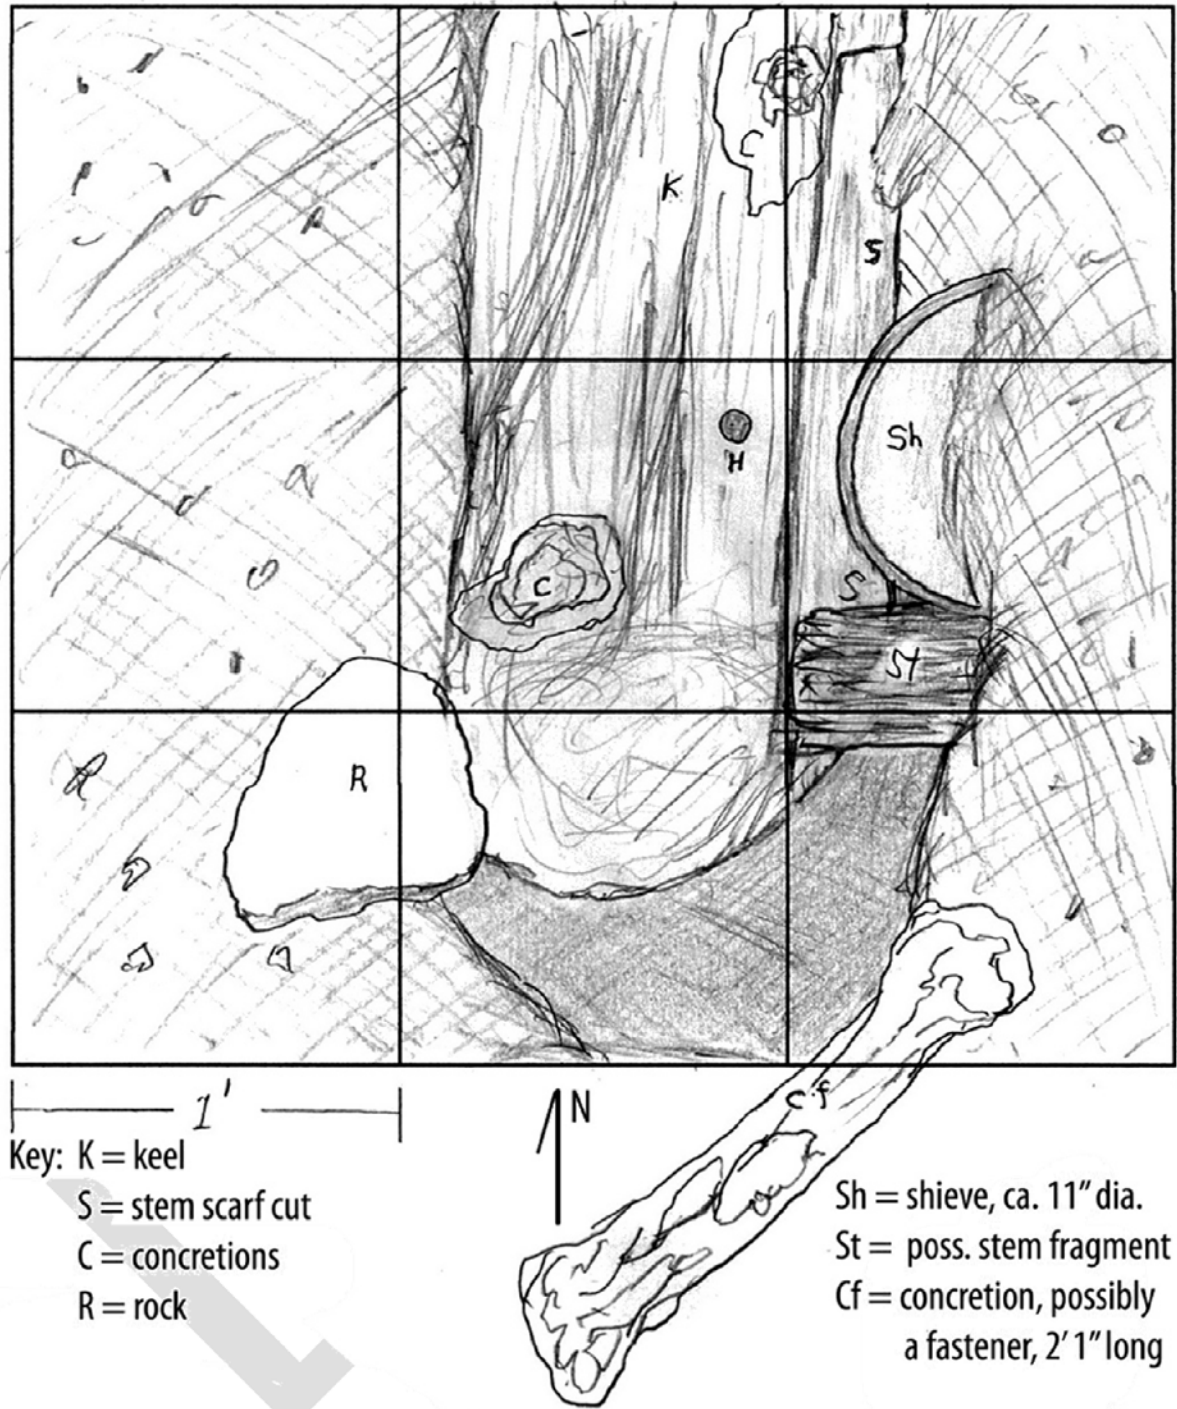 C
K
S
Sh
H
C
S
St
R
1'
N
Cf
Key: K = keel
S = stem scarf cut
C = concretions
R = rock
Sh = shieve, ca. 11" dia.
St = poss. stem fragment
Cf = concretion, possibly
a fastener, 2' 1" long